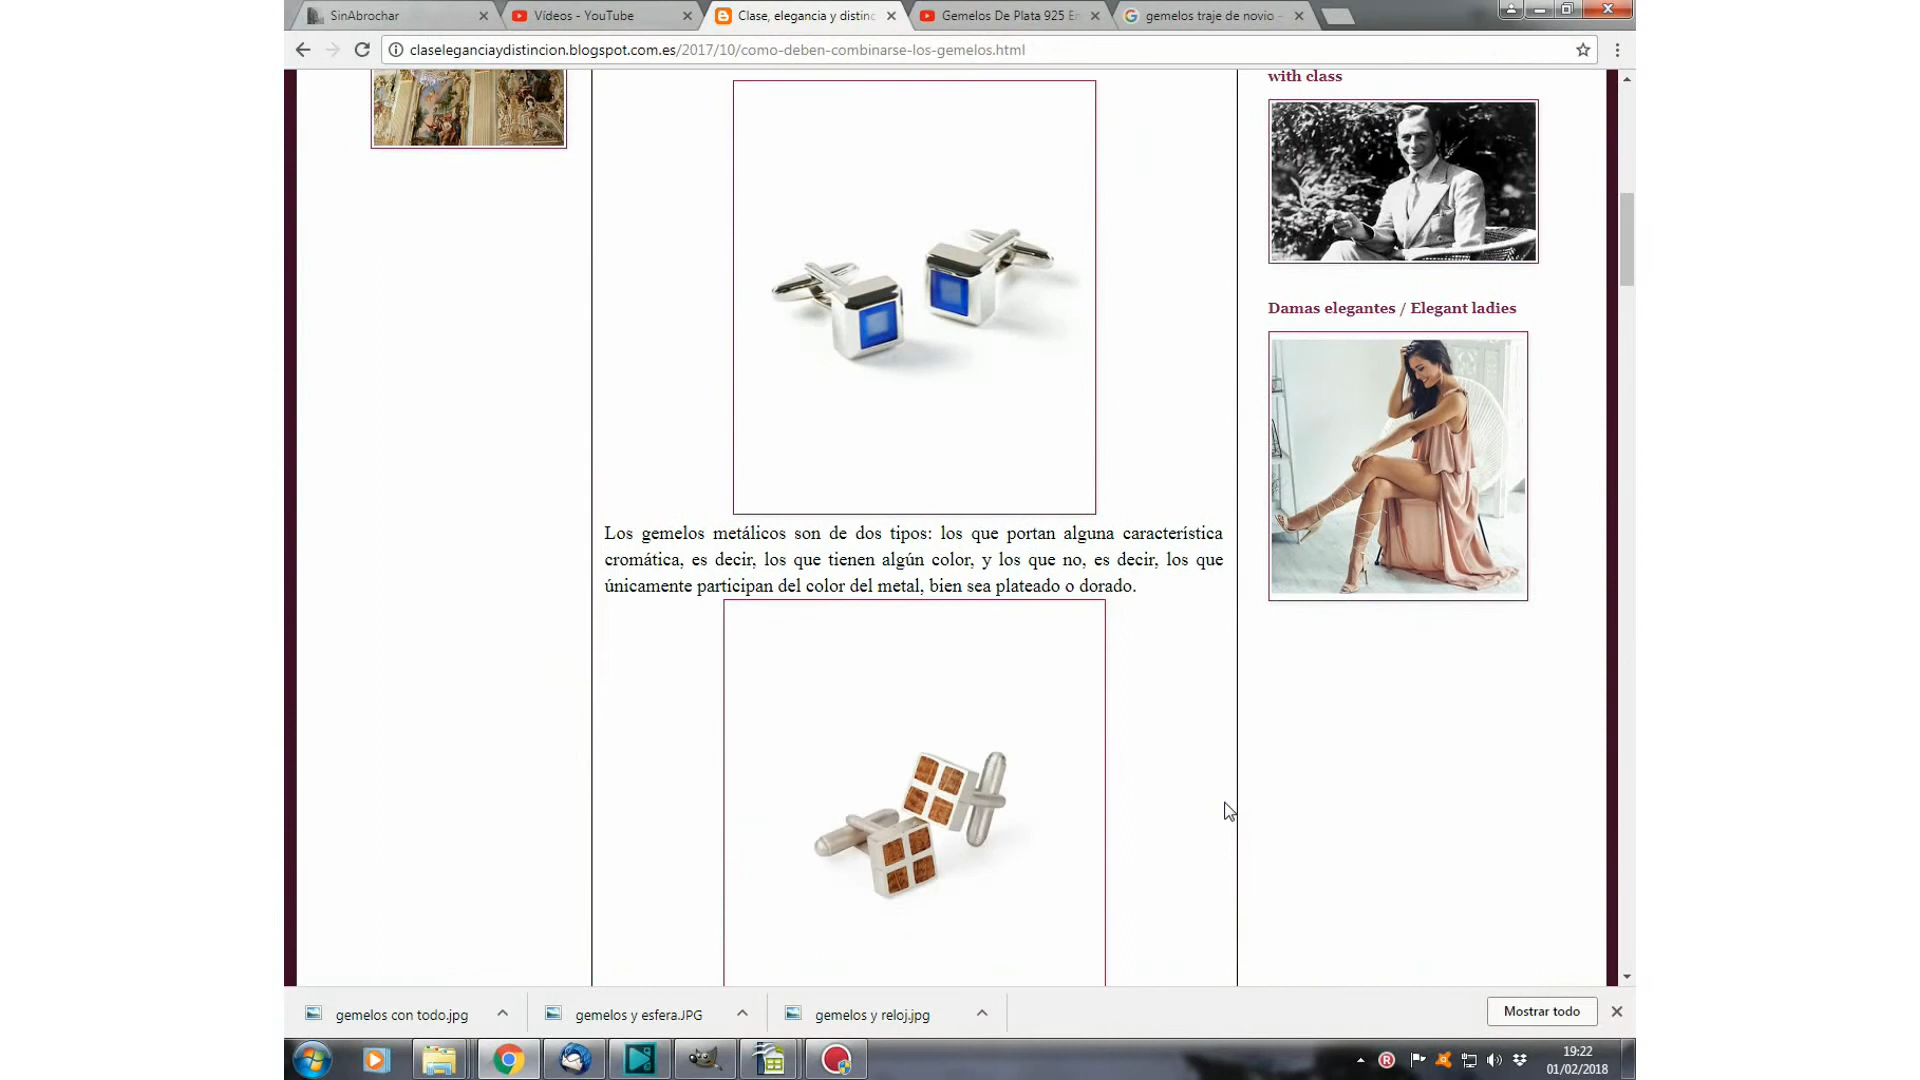 SinAbrochar
Vídeos - YouTube
Clase, elegancia y distinc
Gemelos De Plata 925 E
gemelos traje de novio -
claseleganciaydistincion.blogspot.com.es/2017/10/como-deben-combinarse-los-gemelos.html
with class
Damas elegantes / Elegant ladies
Los gemelos metálicos son de dos tipos: los que portan alguna característica
cromática, es decir, los que tienen algún color, y los que no, es decir, los que
únicamente participan del color del metal, bien sea plateado o dorado.
gemelos con todo.jpg
gemelos y esfera.JPG
gemelos y reloj.jpg
Mostrar todo
19:22
01/02/2018